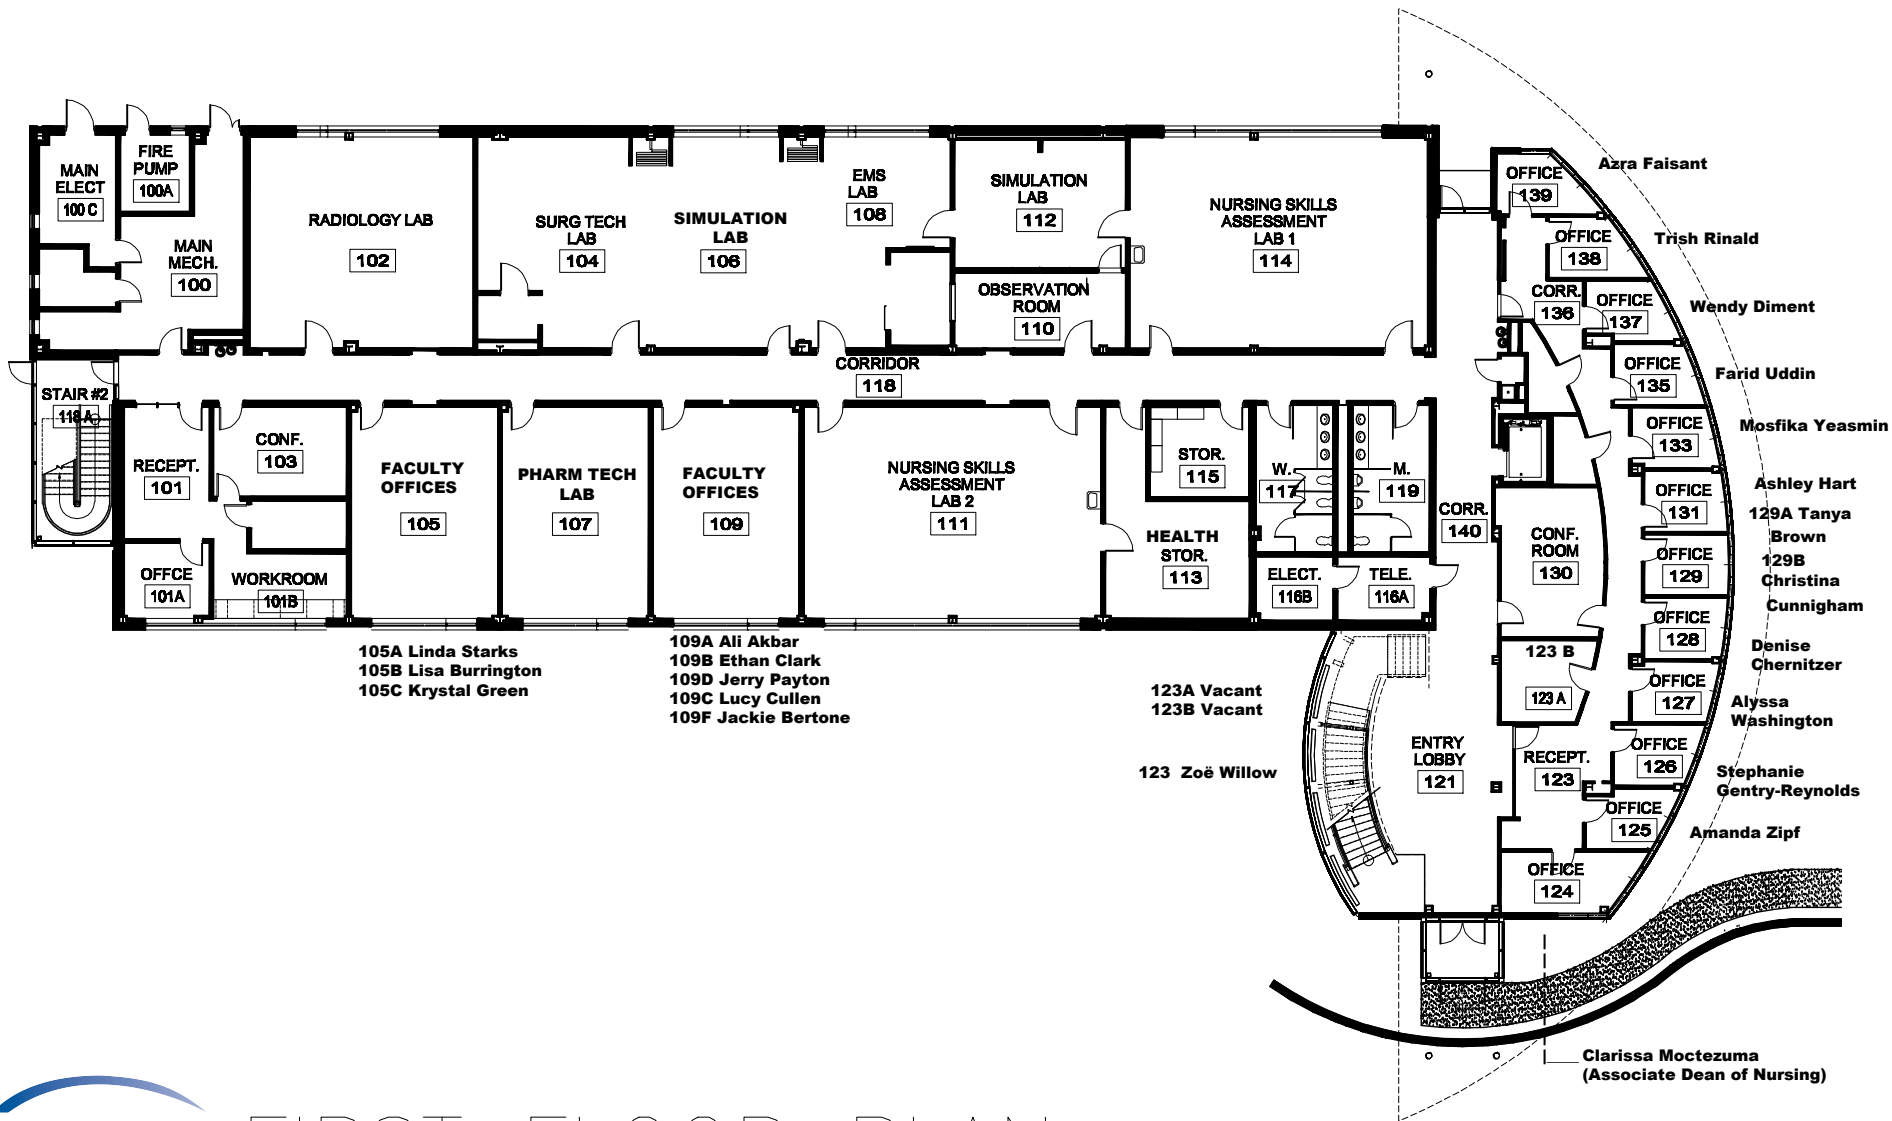 MAIN
ELECT
100 C
FIRE
PUMP
100A
MAIN
MECH.
100
RADIOLOGY LAB
102
SURG TECH
LAB
104
SIMULATION
LAB
106
EMS
LAB
108
SIMULATION
LAB
112
OBSERVATION
ROOM
110
NURSING SKILLS
ASSESSMENT
LAB 1
114
CORRIDOR
118
STAIR #2
118 A
RECEPT.
101
CONF.
103
OFFCE
101A
WORKROOM
101B
FACULTY
OFFICES
105
PHARM TECH
LAB
107
FACULTY
OFFICES
109
NURSING SKILLS
ASSESSMENT
LAB 2
111
HEALTH
STOR.
113
STOR.
115
W.
117
M.
119
ELECT.
116B
TELE.
116A
CORR.
140
OFFICE
139
OFFICE
138
CORR.
136
OFFICE
137
OFFICE
135
OFFICE
133
OFFICE
131
OFFICE
129
OFFICE
128
OFFICE
127
OFFICE
126
OFFICE
125
OFFICE
124
CONF.
ROOM
130
123 B
123 A
RECEPT.
123
ENTRY
LOBBY
121
Azra Faisant
Trish Rinald
Wendy Diment
Farid Uddin
Mosfika Yeasmin
Ashley Hart
129A Tanya
Brown
129B
Christina
Cunnigham
Denise
Chernitzer
Alyssa
Washington
Stephanie
Gentry-Reynolds
Amanda Zipf
105A Linda Starks
105B Lisa Burrington
105C Krystal Green
109A Ali Akbar
109B Ethan Clark
109D Jerry Payton
109C Lucy Cullen
109F Jackie Bertone
123A Vacant
123B Vacant
123 Zoë Willow
Clarissa Moctezuma
(Associate Dean of Nursing)
FIRST FLOOR PLAN